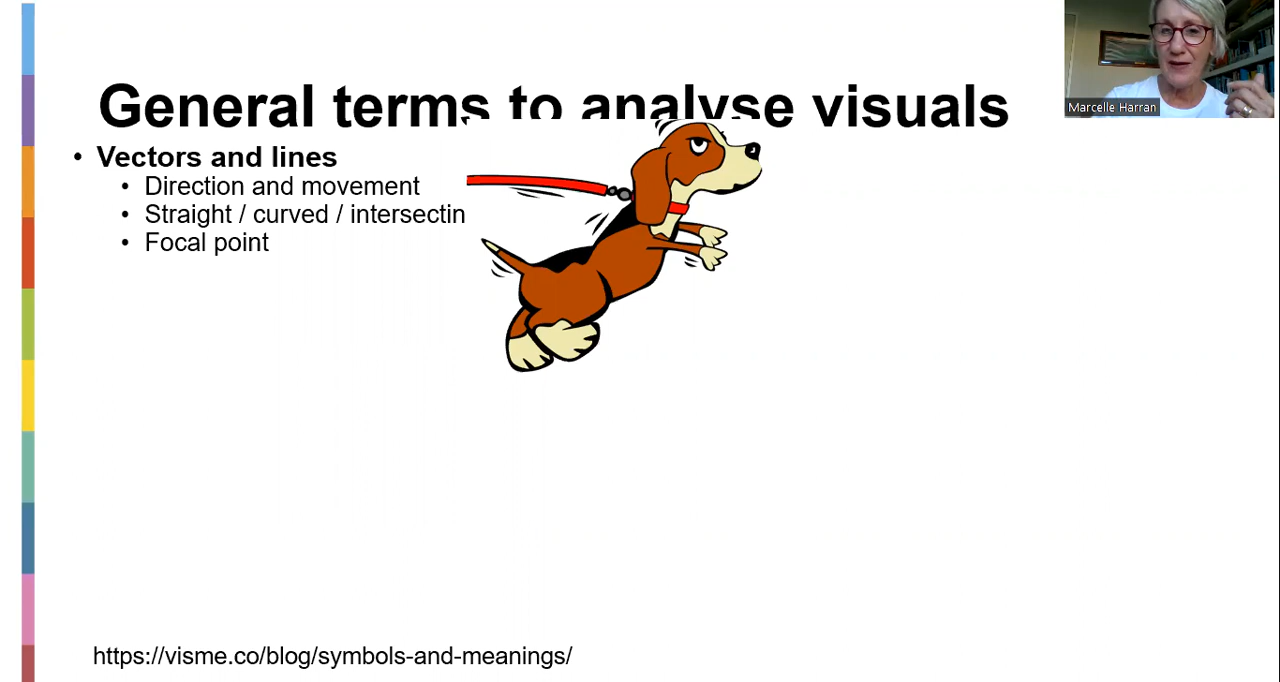 General terms to analyse visuals
Marcelle Harran
• Vectors and lines
• Direction and movement
• Straight / curved / intersectin
• Focal point
https://visme.co/blog/symbols-and-meanings/